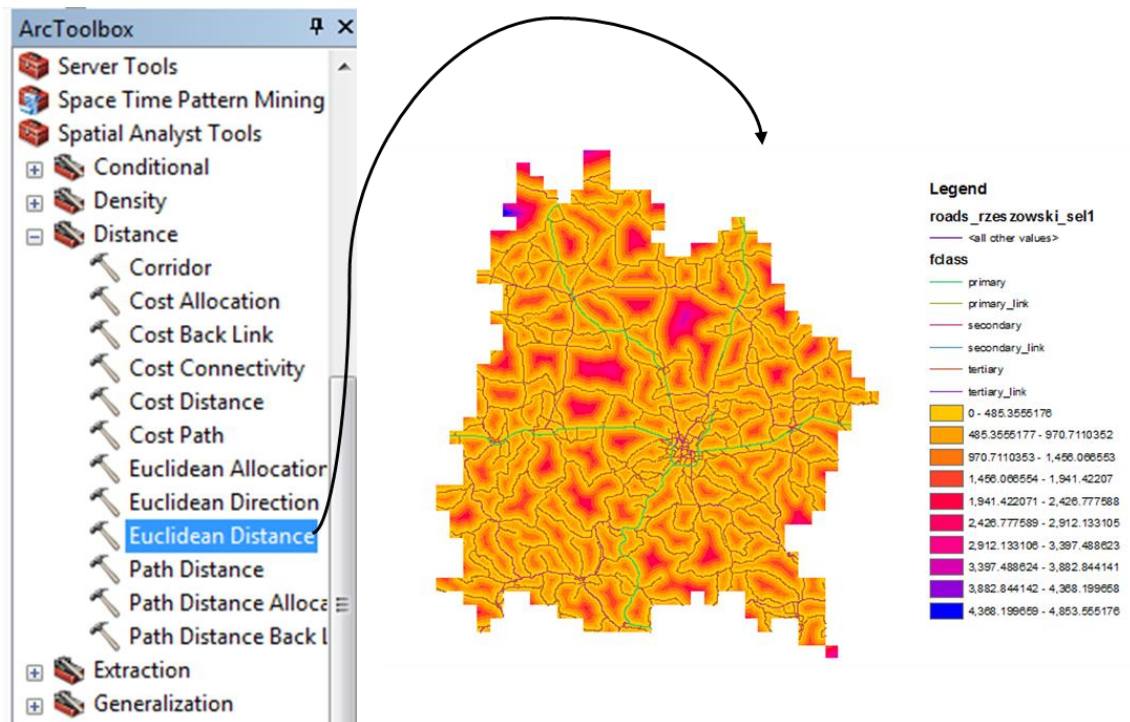 ArcToolbox
Server Tools
Space Time Pattern Mining
Spatial Analyst Tools
Conditional
Density
Distance
Corridor
Cost Allocation
Cost Back Link
Cost Connectivity
Cost Distance
Cost Path
Euclidean Allocation
Euclidean Direction
Euclidean Distance
Path Distance
Path Distance Alloca
Path Distance Back L
Extraction
Generalization
Legend
roads_rzeszowski_sel1
<all other values>
fclass
primary
primary_link
secondary
secondary_link
tertiary
tertiary_link
0 - 485.3555176
485.3555177 - 970.7110352
970.7110353 - 1,456.066553
1,456.066554 - 1,941.42207
1,941.422071 - 2,426.777588
2,426.777589 - 2,912.133105
2,912.133106 - 3,397.488623
3,397.488624 - 3,882.844141
3,882.844142 - 4,368.199658
4,368.199659 - 4,853.555176